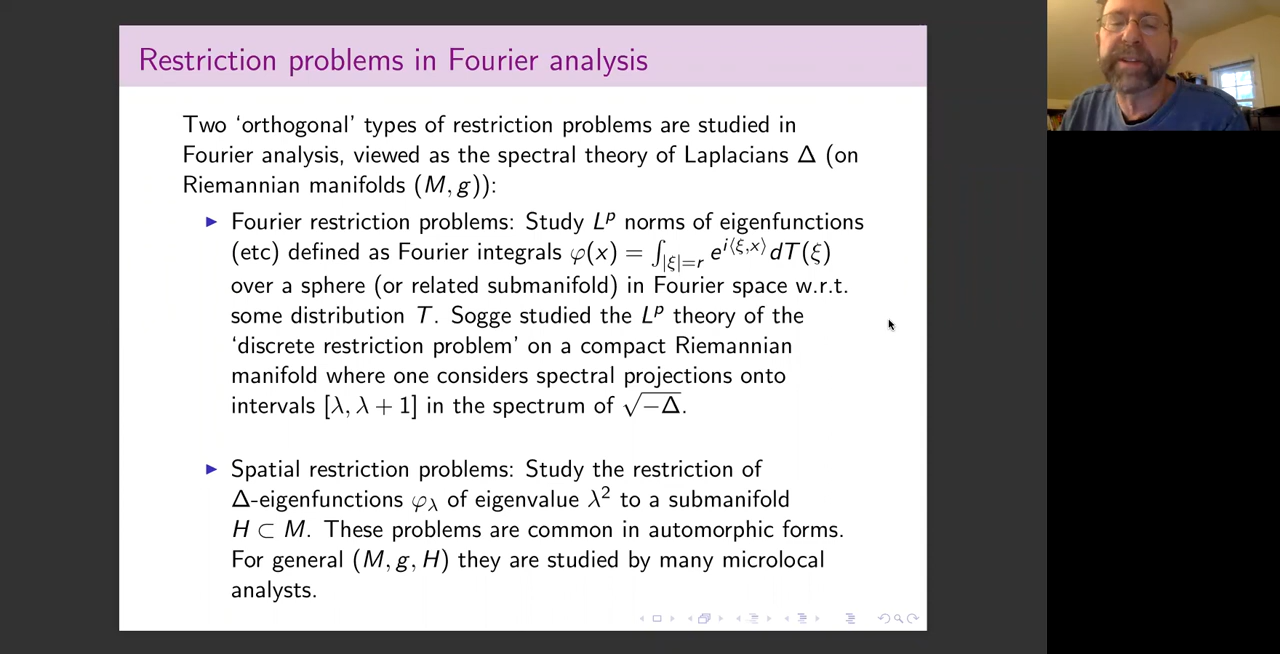 Restriction problems in Fourier analysis
Two ‘orthogonal’ types of restriction problems are studied in
Fourier analysis, viewed as the spectral theory of Laplacians Δ (on
Riemannian manifolds (M, g)):
▶ Fourier restriction problems: Study Lᵖ norms of eigenfunctions
(etc) defined as Fourier integrals φ(x) = ∫_{|ξ|=r} e^{i⟨ξ,x⟩} dT(ξ)
over a sphere (or related submanifold) in Fourier space w.r.t.
some distribution T. Sogge studied the Lᵖ theory of the
‘discrete restriction problem’ on a compact Riemannian
manifold where one considers spectral projections onto
intervals [λ, λ + 1] in the spectrum of √−Δ.
▶ Spatial restriction problems: Study the restriction of
Δ-eigenfunctions φ_λ of eigenvalue λ² to a submanifold
H ⊂ M. These problems are common in automorphic forms.
For general (M, g, H) they are studied by many microlocal
analysts.